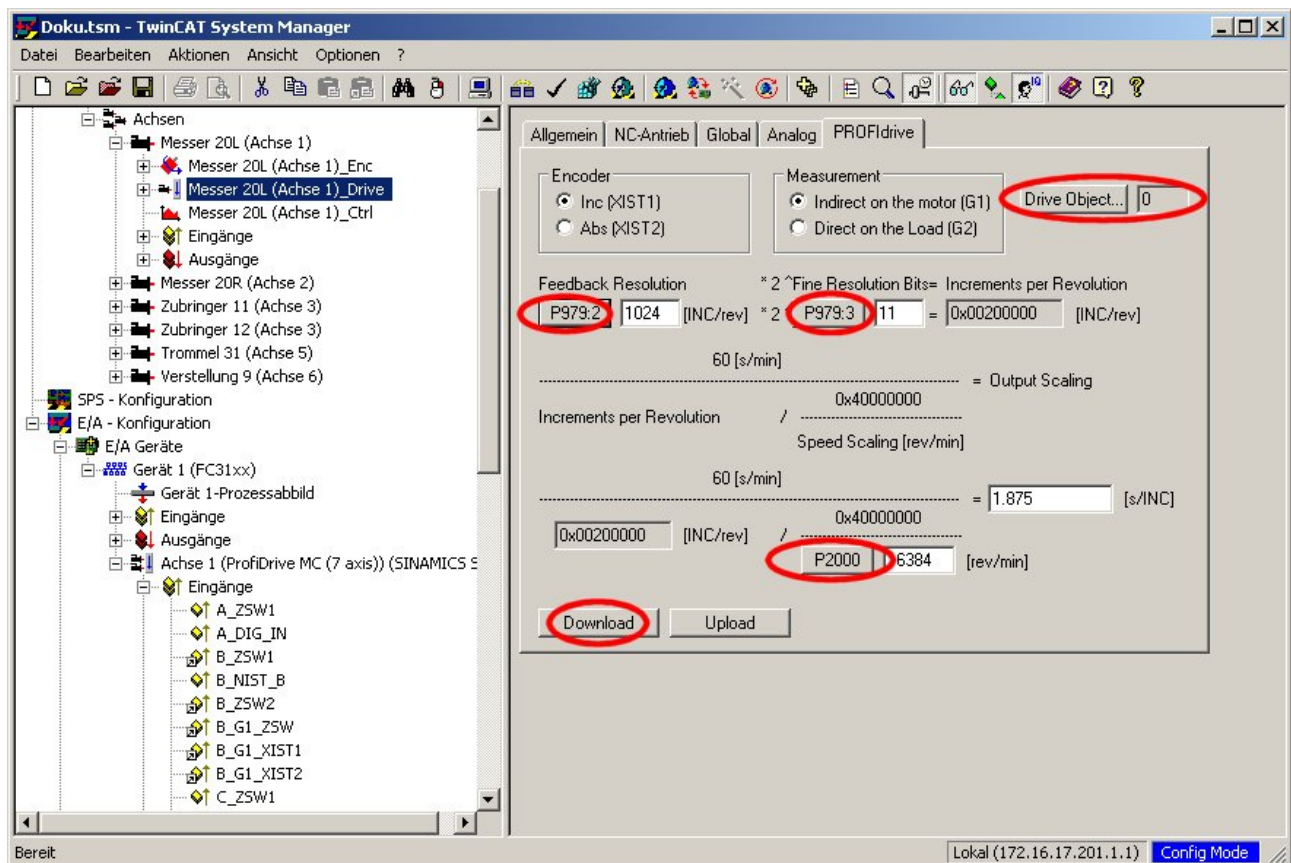 Doku.tsm - TwinCAT System Manager
Datei Bearbeiten Aktionen Ansicht Optionen ?
Achsen
Messer 20L (Achse 1)
Messer 20L (Achse 1)_Enc
Messer 20L (Achse 1)_Drive
Messer 20L (Achse 1)_Ctrl
Eingänge
Ausgänge
Messer 20R (Achse 2)
Zubringer 11 (Achse 3)
Zubringer 12 (Achse 3)
Trommel 31 (Achse 5)
Verstellung 9 (Achse 6)
SPS - Konfiguration
E/A - Konfiguration
E/A Geräte
Gerät 1 (FC31xx)
Gerät 1-Prozessabbild
Eingänge
Ausgänge
Achse 1 (ProfiDrive MC (7 axis)) (SINAMICS S
Eingänge
A_ZSW1
A_DIG_IN
B_ZSW1
B_NIST_B
B_ZSW2
B_G1_ZSW
B_G1_XIST1
B_G1_XIST2
C_ZSW1
Allgemein NC-Antrieb Global Analog PROFIdrive
Encoder
Inc (XIST1)
Abs (XIST2)
Measurement
Indirect on the motor (G1)
Direct on the Load (G2)
Drive Object... 0
Feedback Resolution * 2 ^Fine Resolution Bits= Increments per Revolution
P979:2 1024 [INC/rev] * 2 ^ P979:3 11 = 0x00200000 [INC/rev]
60 [s/min]
= Output Scaling
0x40000000
Increments per Revolution /
Speed Scaling [rev/min]
60 [s/min]
= 1.875 [s/INC]
0x40000000
0x00200000 [INC/rev] /
P2000 6384 [rev/min]
Download Upload
Bereit Lokal (172.16.17.201.1.1) Config Mode